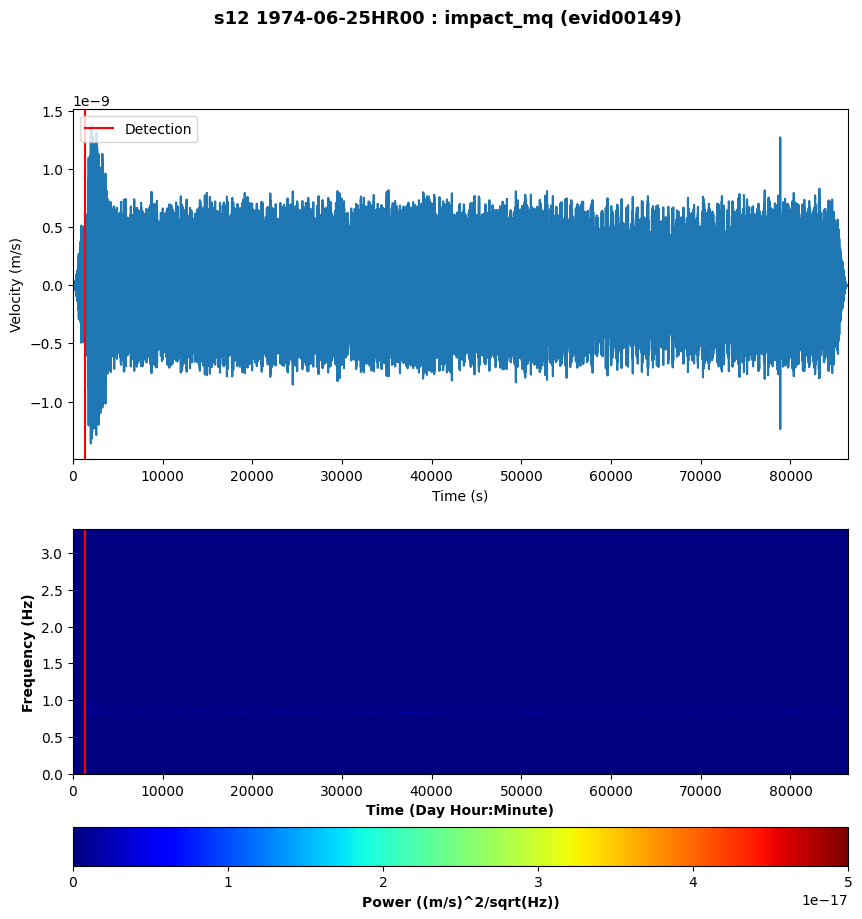 s12 1974-06-25HR00 : impact_mq (evid00149)
1e−9
1.5
1.0
0.5
0.0
−0.5
−1.0
Velocity (m/s)
Detection
0 10000 20000 30000 40000 50000 60000 70000 80000
Time (s)
3.0
2.5
2.0
1.5
1.0
0.5
0.0
Frequency (Hz)
0 10000 20000 30000 40000 50000 60000 70000 80000
Time (Day Hour:Minute)
0 1 2 3 4 5
1e−17
Power ((m/s)^2/sqrt(Hz))